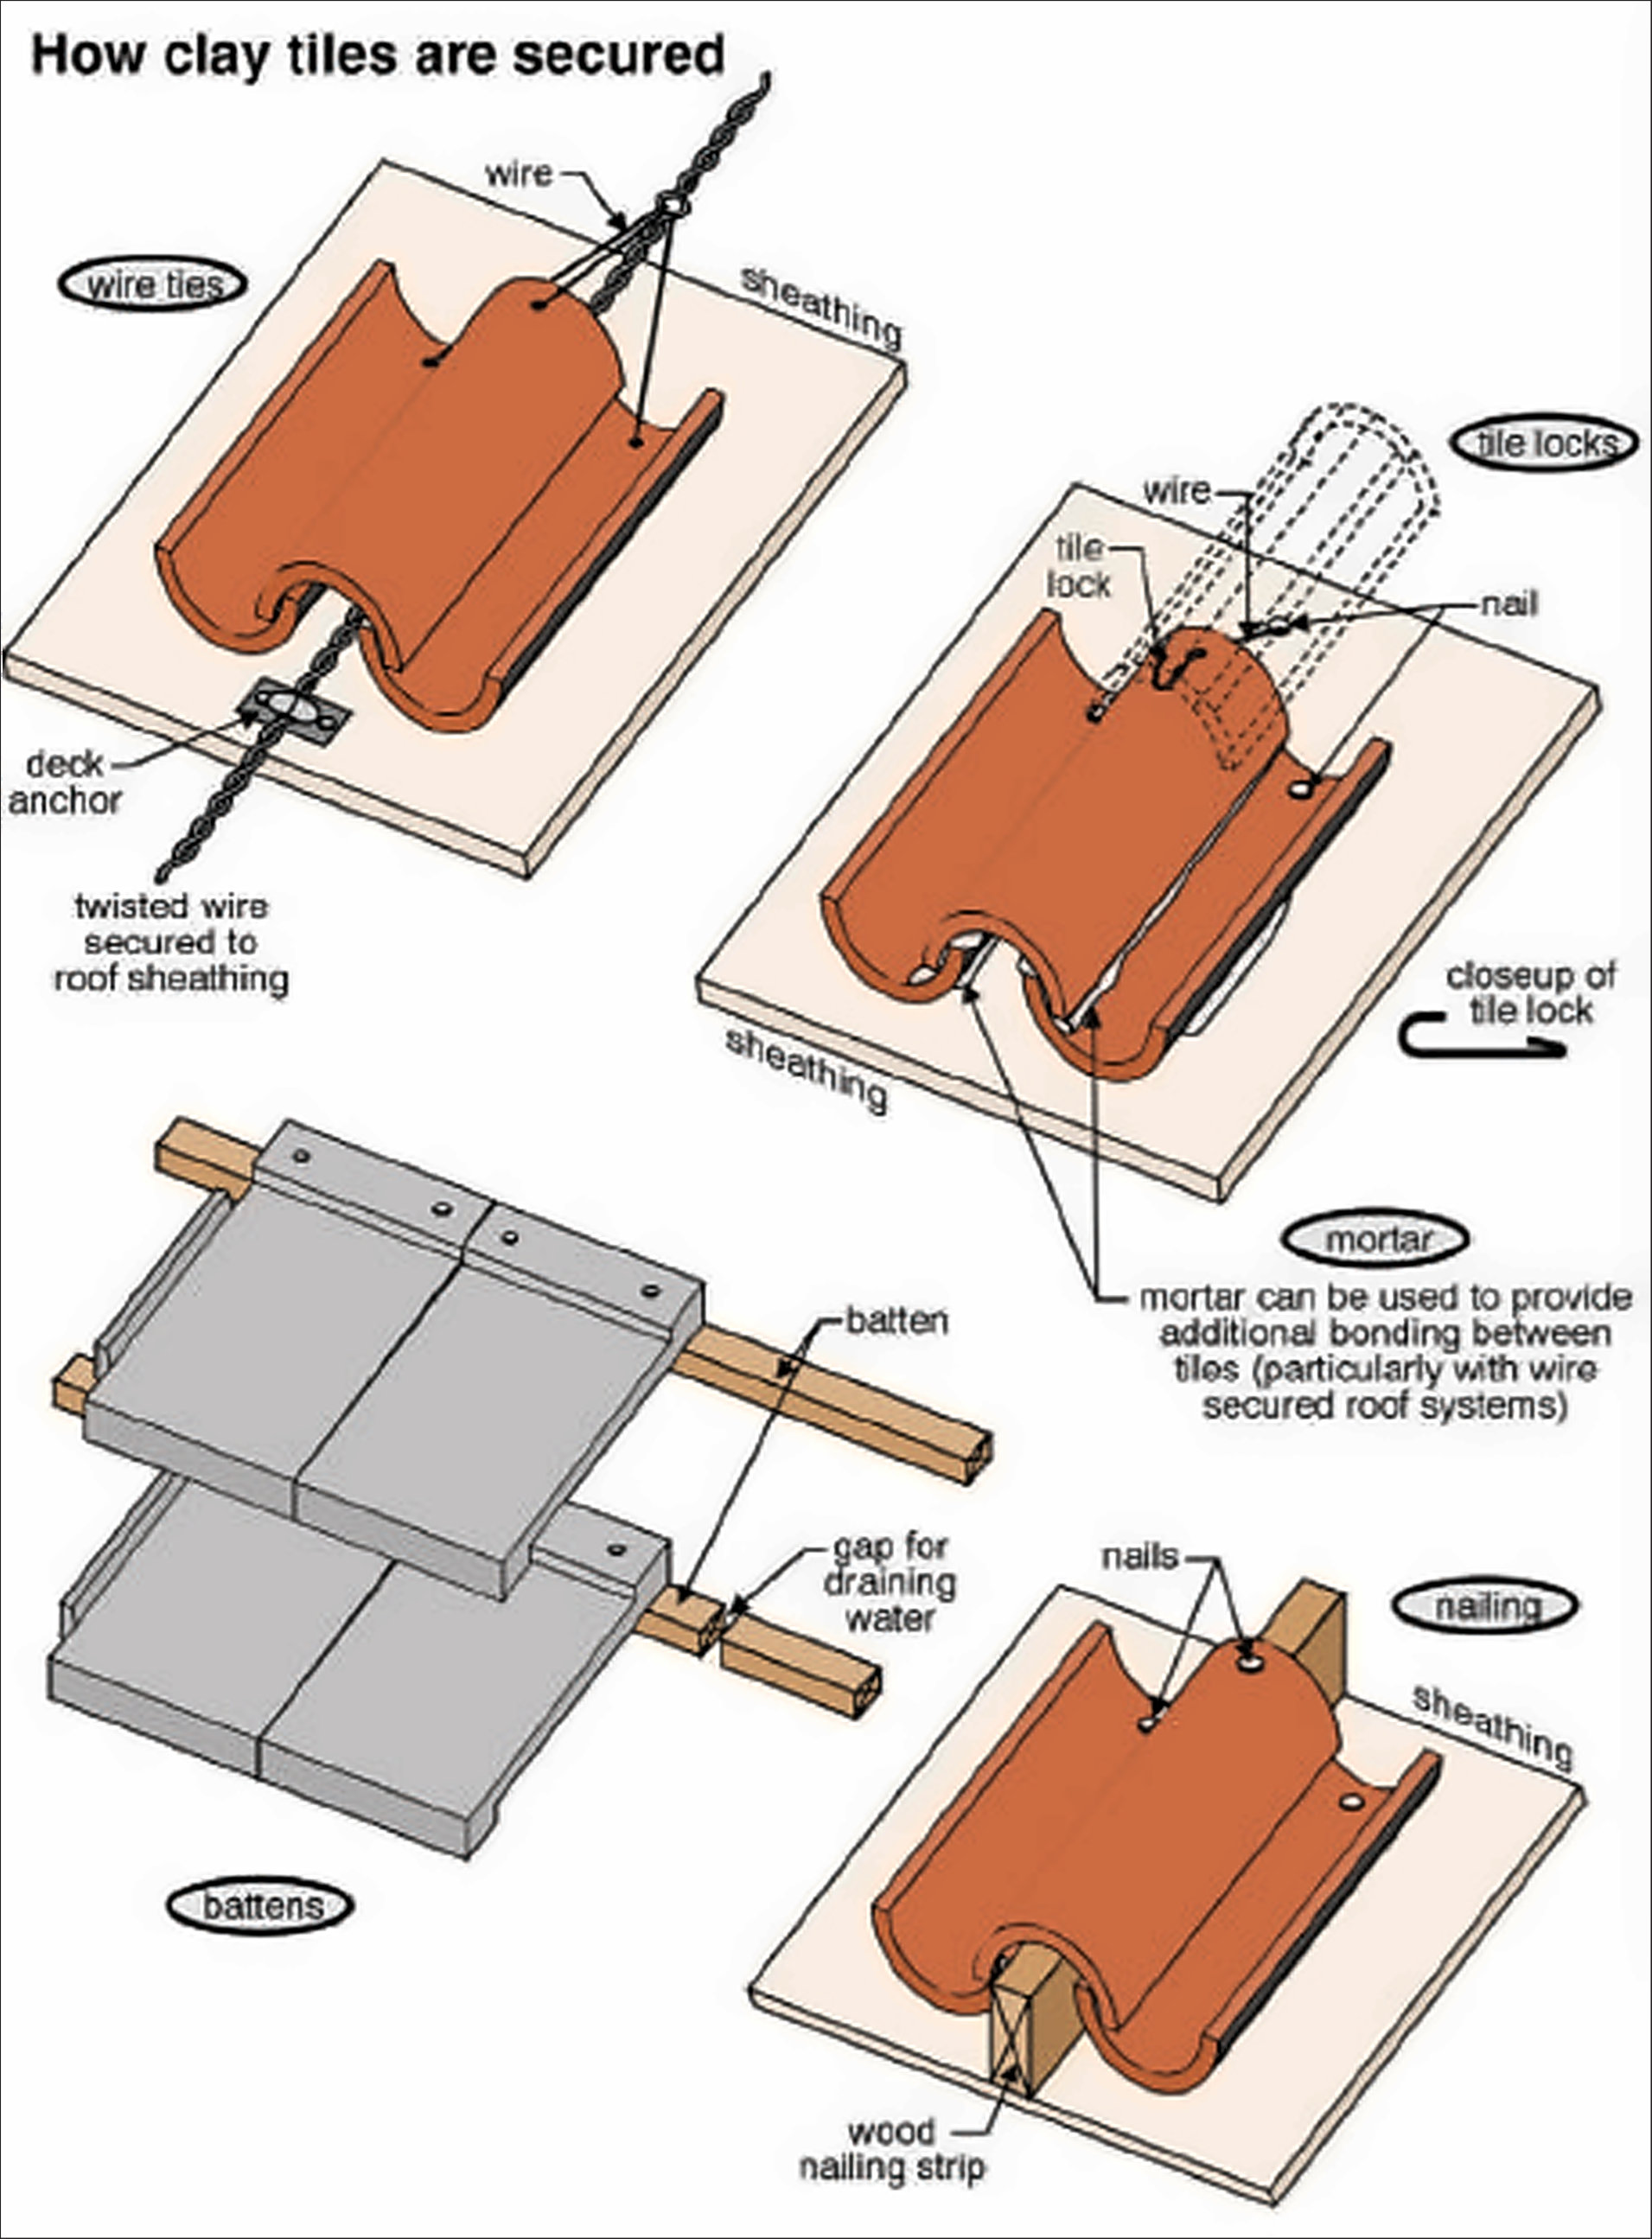 How clay tiles are secured
wire
wire ties
sheathing
deck
anchor
twisted wire
secured to
roof sheathing
tile locks
wire
tile
lock
nail
closeup of
tile lock
sheathing
mortar
mortar can be used to provide
additional bonding between
tiles (particularly with wire
secured roof systems)
batten
gap for
draining
water
battens
nails
nailing
sheathing
wood
nailing strip